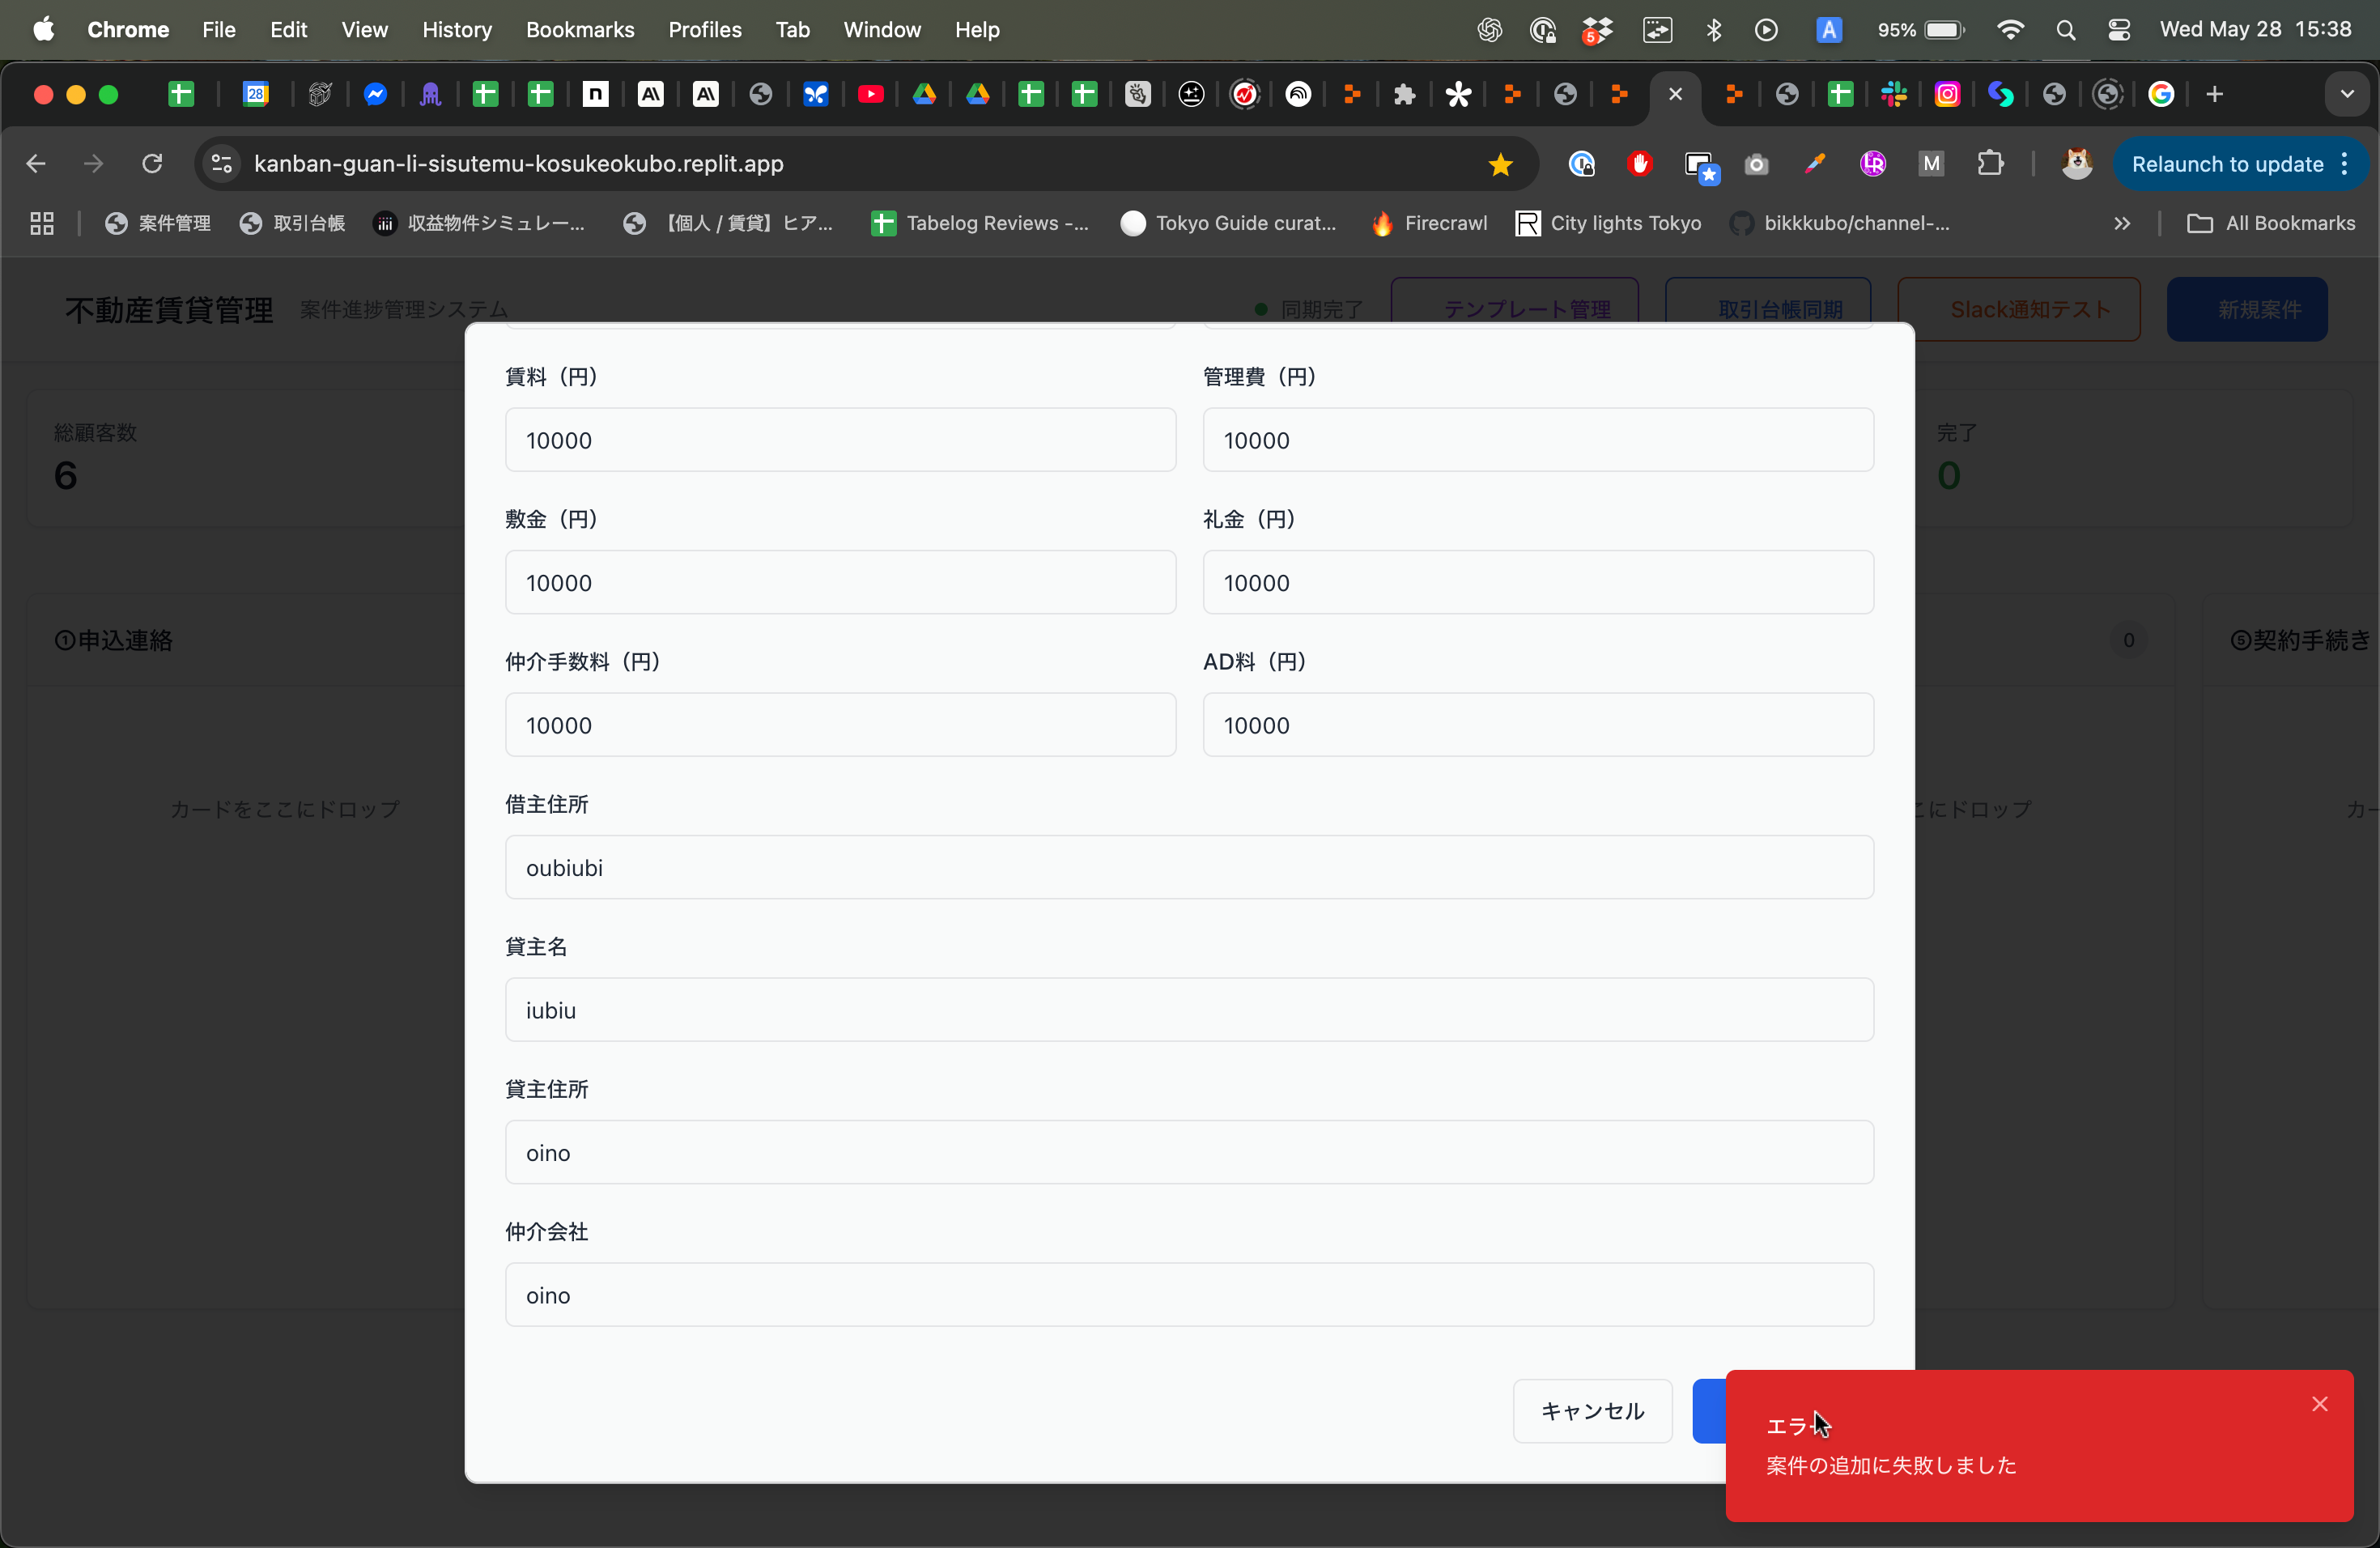 Chrome File Edit View History Bookmarks Profiles Tab Window Help 5 A 95% Wed May 28 15:38
28
kanban-guan-li-sisutemu-kosukeokubo.replit.app M Relaunch to update
案件管理 取引台帳 収益物件シミュレー... 【個人 / 賃貸】ヒア... Tabelog Reviews -... Tokyo Guide curat... Firecrawl City lights Tokyo bikkkubo/channel-... All Bookmarks
不動産賃貸管理 案件進捗管理システム 同期完了 テンプレート管理 取引台帳同期 Slack通知テスト 新規案件
総顧客数
6
完了
0
①申込連絡
0
⑤契約手続き
カードをここにドロップ
こにドロップ
カー
賃料（円）
10000
管理費（円）
10000
敷金（円）
10000
礼金（円）
10000
仲介手数料（円）
10000
AD料（円）
10000
借主住所
oubiubi
貸主名
iubiu
貸主住所
oino
仲介会社
oino
キャンセル
エラー
案件の追加に失敗しました